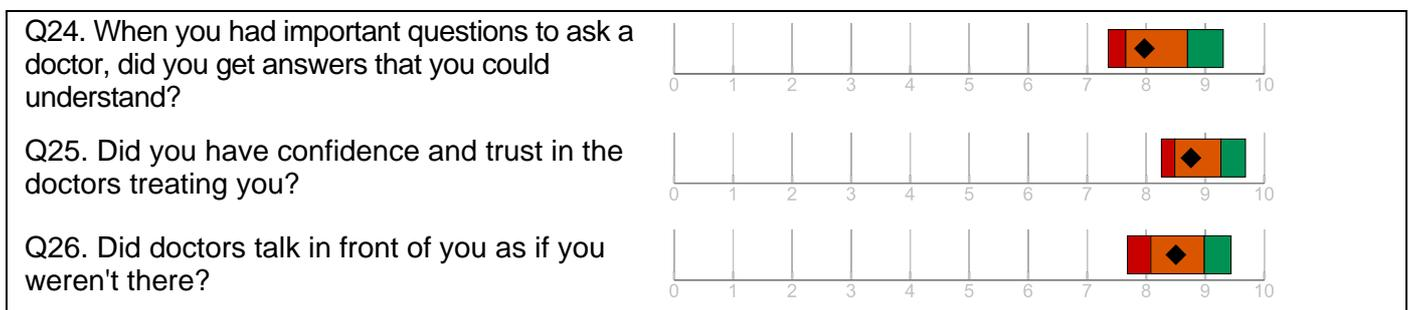 Q24. When you had important questions to ask a
doctor, did you get answers that you could
understand?
0 1 2 3 4 5 6 7 8 9 10
Q25. Did you have confidence and trust in the
doctors treating you?
0 1 2 3 4 5 6 7 8 9 10
Q26. Did doctors talk in front of you as if you
weren't there?
0 1 2 3 4 5 6 7 8 9 10